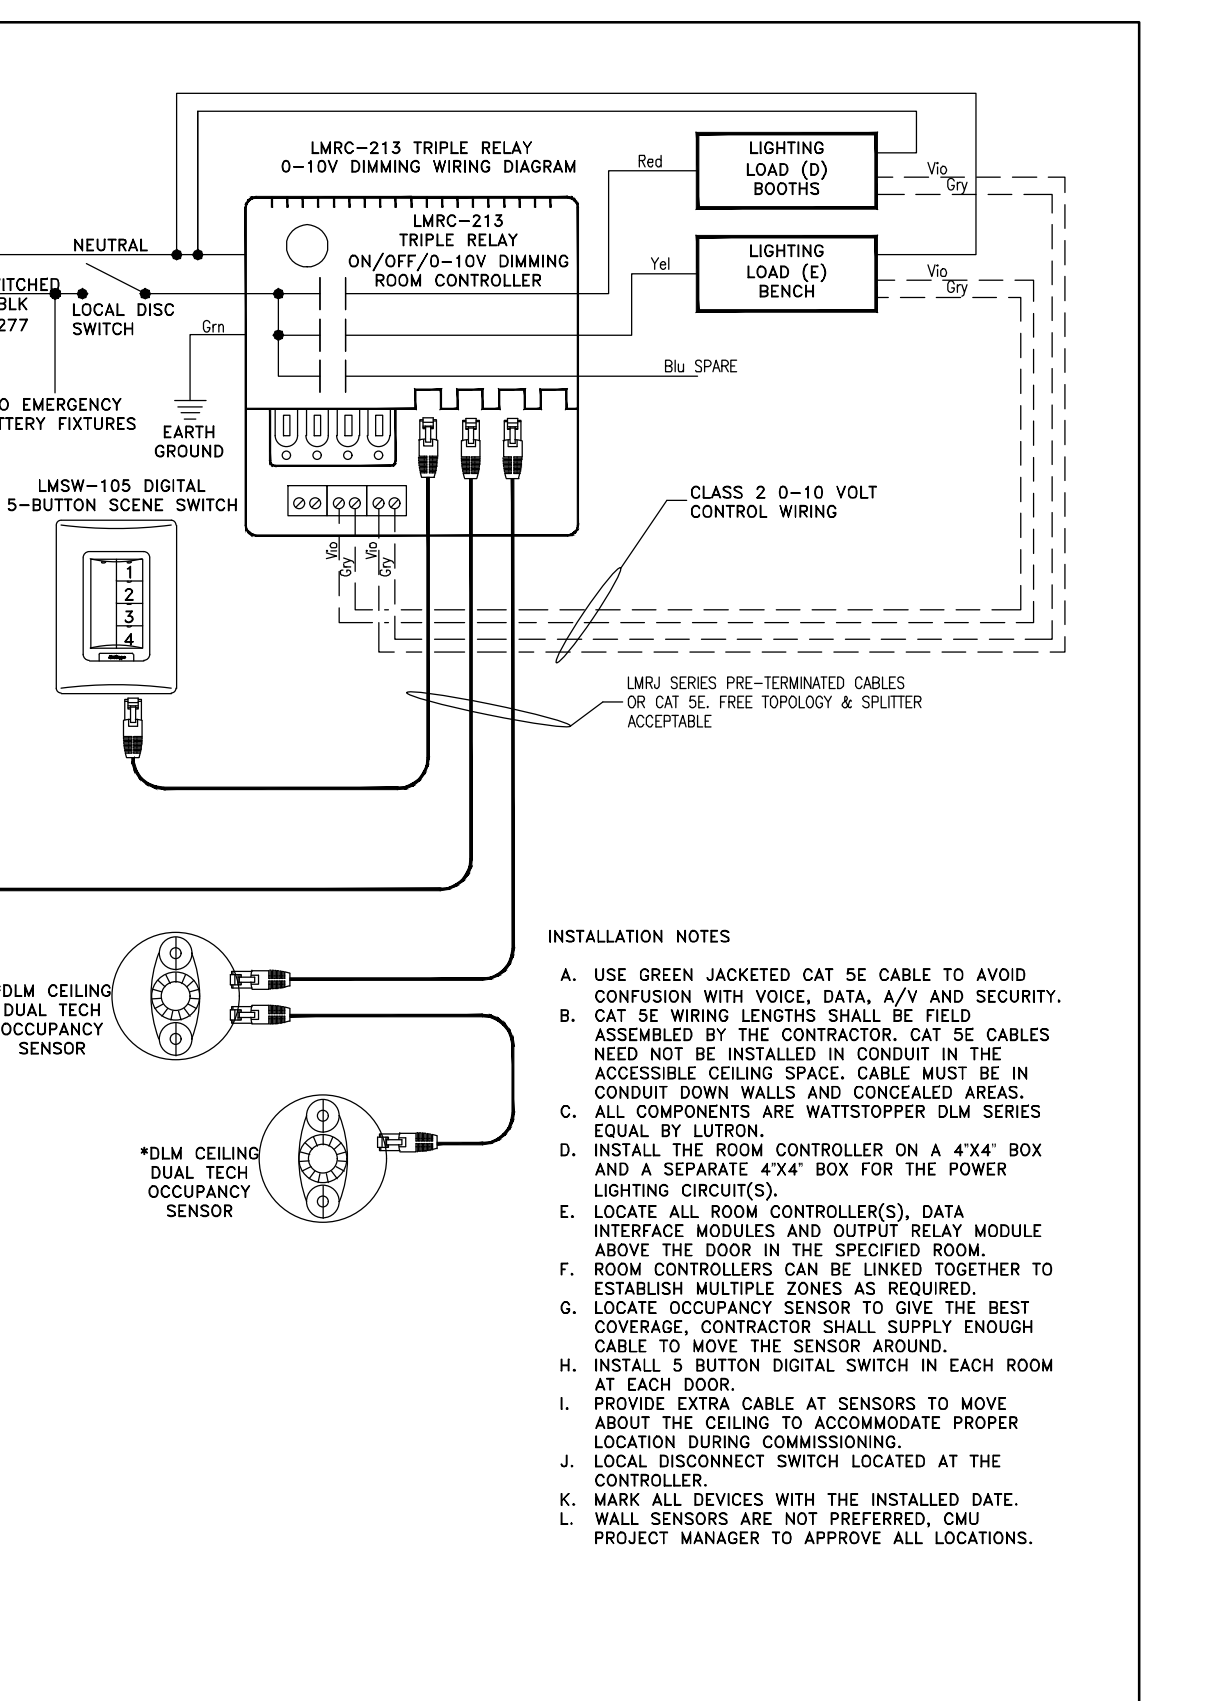 LMRC-213 TRIPLE RELAY
0-10V DIMMING WIRING DIAGRAM
LMRC-213
TRIPLE RELAY
ON/OFF/0-10V DIMMING
ROOM CONTROLLER
Red
LIGHTING
LOAD (D)
BOOTHS
Vio
Gry
Yel
LIGHTING
LOAD (E)
BENCH
Vio
Gry
Blu SPARE
NEUTRAL
BLK
277
LOCAL DISC
SWITCH
Grn
EMERGENCY
FIXTURES
EARTH
GROUND
LMSW-105 DIGITAL
5-BUTTON SCENE SWITCH
1
2
3
4
Vio
Gry
Vio
Gry
CLASS 2 0-10 VOLT
CONTROL WIRING
LMRJ SERIES PRE-TERMINATED CABLES
OR CAT 5E. FREE TOPOLOGY & SPLITTER
ACCEPTABLE
*DLM CEILING
DUAL TECH
OCCUPANCY
SENSOR
*DLM CEILING
DUAL TECH
OCCUPANCY
SENSOR
INSTALLATION NOTES
A. USE GREEN JACKETED CAT 5E CABLE TO AVOID
CONFUSION WITH VOICE, DATA, A/V AND SECURITY.
B. CAT 5E WIRING LENGTHS SHALL BE FIELD
ASSEMBLED BY THE CONTRACTOR. CAT 5E CABLES
NEED NOT BE INSTALLED IN CONDUIT IN THE
ACCESSIBLE CEILING SPACE. CABLE MUST BE IN
CONDUIT DOWN WALLS AND CONCEALED AREAS.
C. ALL COMPONENTS ARE WATTSTOPPER DLM SERIES
EQUAL BY LUTRON.
D. INSTALL THE ROOM CONTROLLER ON A 4"X4" BOX
AND A SEPARATE 4"X4" BOX FOR THE POWER
LIGHTING CIRCUIT(S).
E. LOCATE ALL ROOM CONTROLLER(S), DATA
INTERFACE MODULES AND OUTPUT RELAY MODULE
ABOVE THE DOOR IN THE SPECIFIED ROOM.
F. ROOM CONTROLLERS CAN BE LINKED TOGETHER TO
ESTABLISH MULTIPLE ZONES AS REQUIRED.
G. LOCATE OCCUPANCY SENSOR TO GIVE THE BEST
COVERAGE, CONTRACTOR SHALL SUPPLY ENOUGH
CABLE TO MOVE THE SENSOR AROUND.
H. INSTALL 5 BUTTON DIGITAL SWITCH IN EACH ROOM
AT EACH DOOR.
I. PROVIDE EXTRA CABLE AT SENSORS TO MOVE
ABOUT THE CEILING TO ACCOMMODATE PROPER
LOCATION DURING COMMISSIONING.
J. LOCAL DISCONNECT SWITCH LOCATED AT THE
CONTROLLER.
K. MARK ALL DEVICES WITH THE INSTALLED DATE.
L. WALL SENSORS ARE NOT PREFERRED, CMU
PROJECT MANAGER TO APPROVE ALL LOCATIONS.